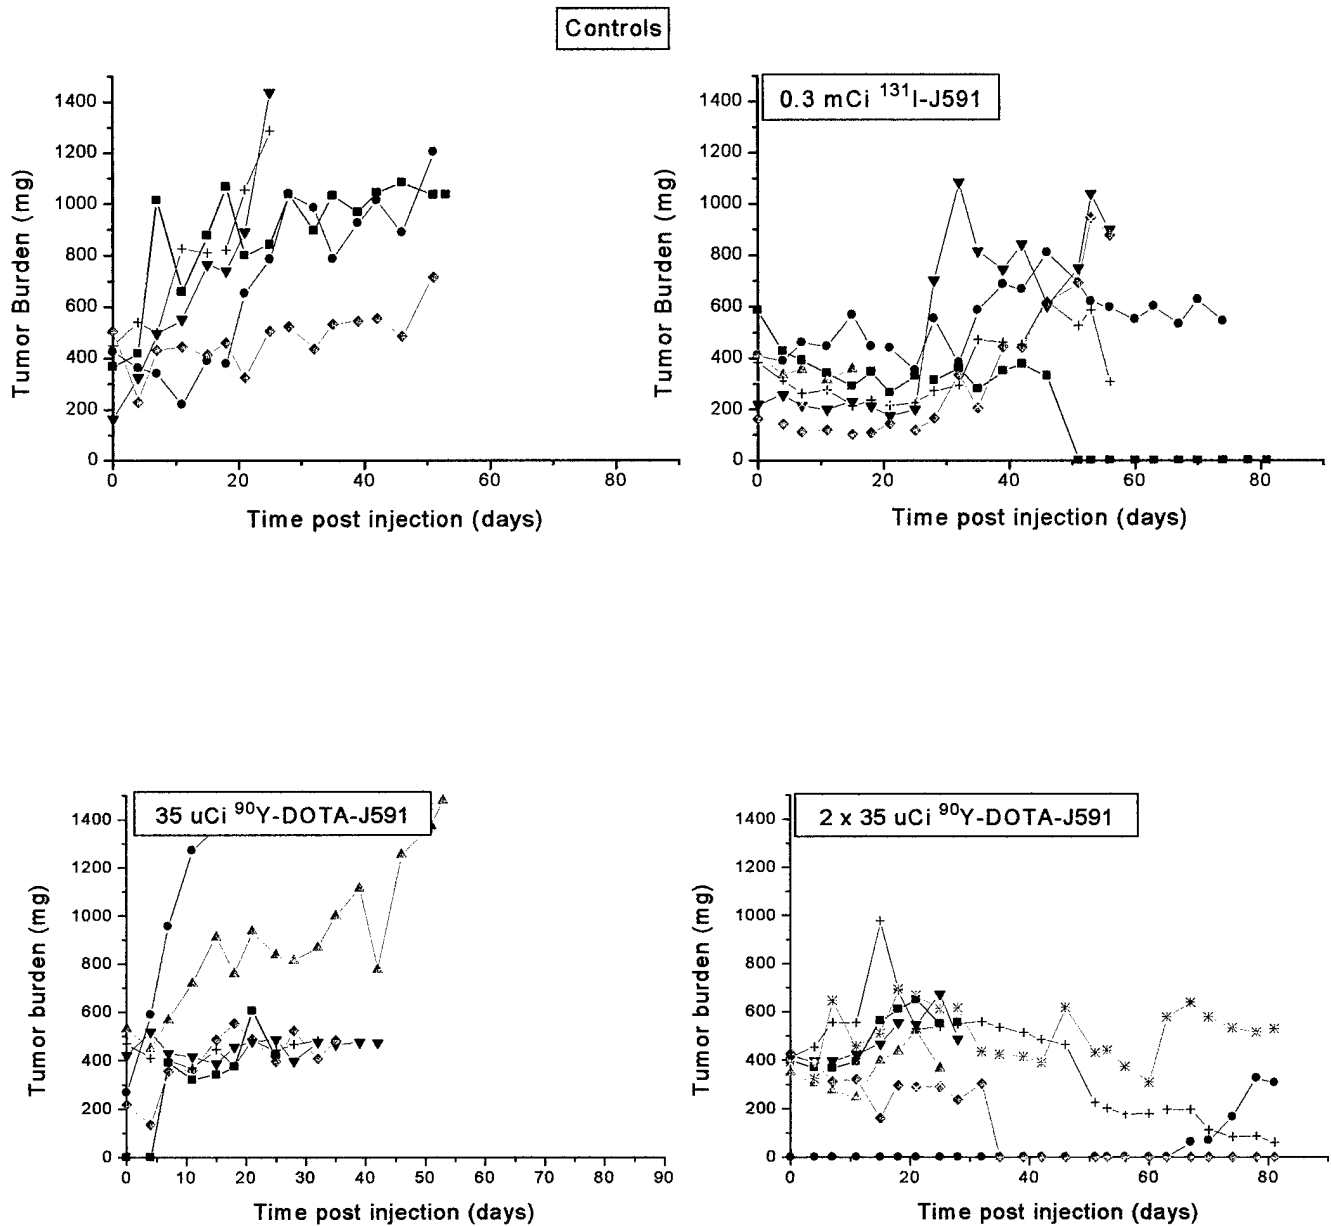 Controls
1400
1200
1000
800
600
400
200
0
Tumor Burden (mg)
0 20 40 60 80
Time post injection (days)
0.3 mCi ¹³¹I-J591
1400
1200
1000
800
600
400
200
0
Tumor Burden (mg)
0 20 40 60 80
Time post injection (days)
35 uCi ⁹⁰Y-DOTA-J591
1400
1200
1000
800
600
400
200
0
Tumor burden (mg)
0 10 20 30 40 50 60 70 80 90
Time post injection (days)
2 x 35 uCi ⁹⁰Y-DOTA-J591
1400
1200
1000
800
600
400
200
0
Tumor burden (mg)
0 20 40 60 80
Time post injection (days)